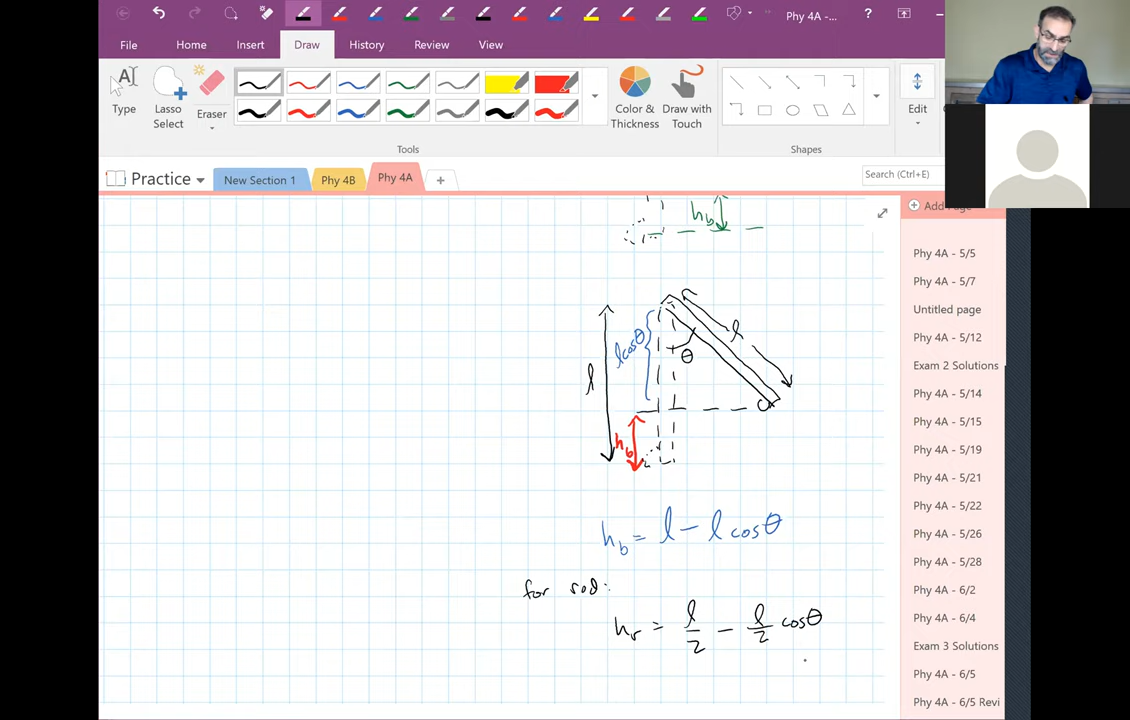 Phy 4A -
?
File
Home
Insert
Draw
History
Review
View
Type
Lasso Select
Eraser
Color & Thickness
Draw with Touch
Edit
Tools
Shapes
Practice
New Section 1
Phy 4B
Phy 4A
+
Search (Ctrl+E)
Add Page
Phy 4A - 5/5
Phy 4A - 5/7
Untitled page
Phy 4A - 5/12
Exam 2 Solutions
Phy 4A - 5/14
Phy 4A - 5/15
Phy 4A - 5/19
Phy 4A - 5/21
Phy 4A - 5/22
Phy 4A - 5/26
Phy 4A - 5/28
Phy 4A - 6/2
Phy 4A - 6/4
Exam 3 Solutions
Phy 4A - 6/5
Phy 4A - 6/5 Revi
h_b
l
l cosθ
l
θ
h_b
h_b = l - l cosθ
for rod:
h_r = l/2 - l/2 cosθ